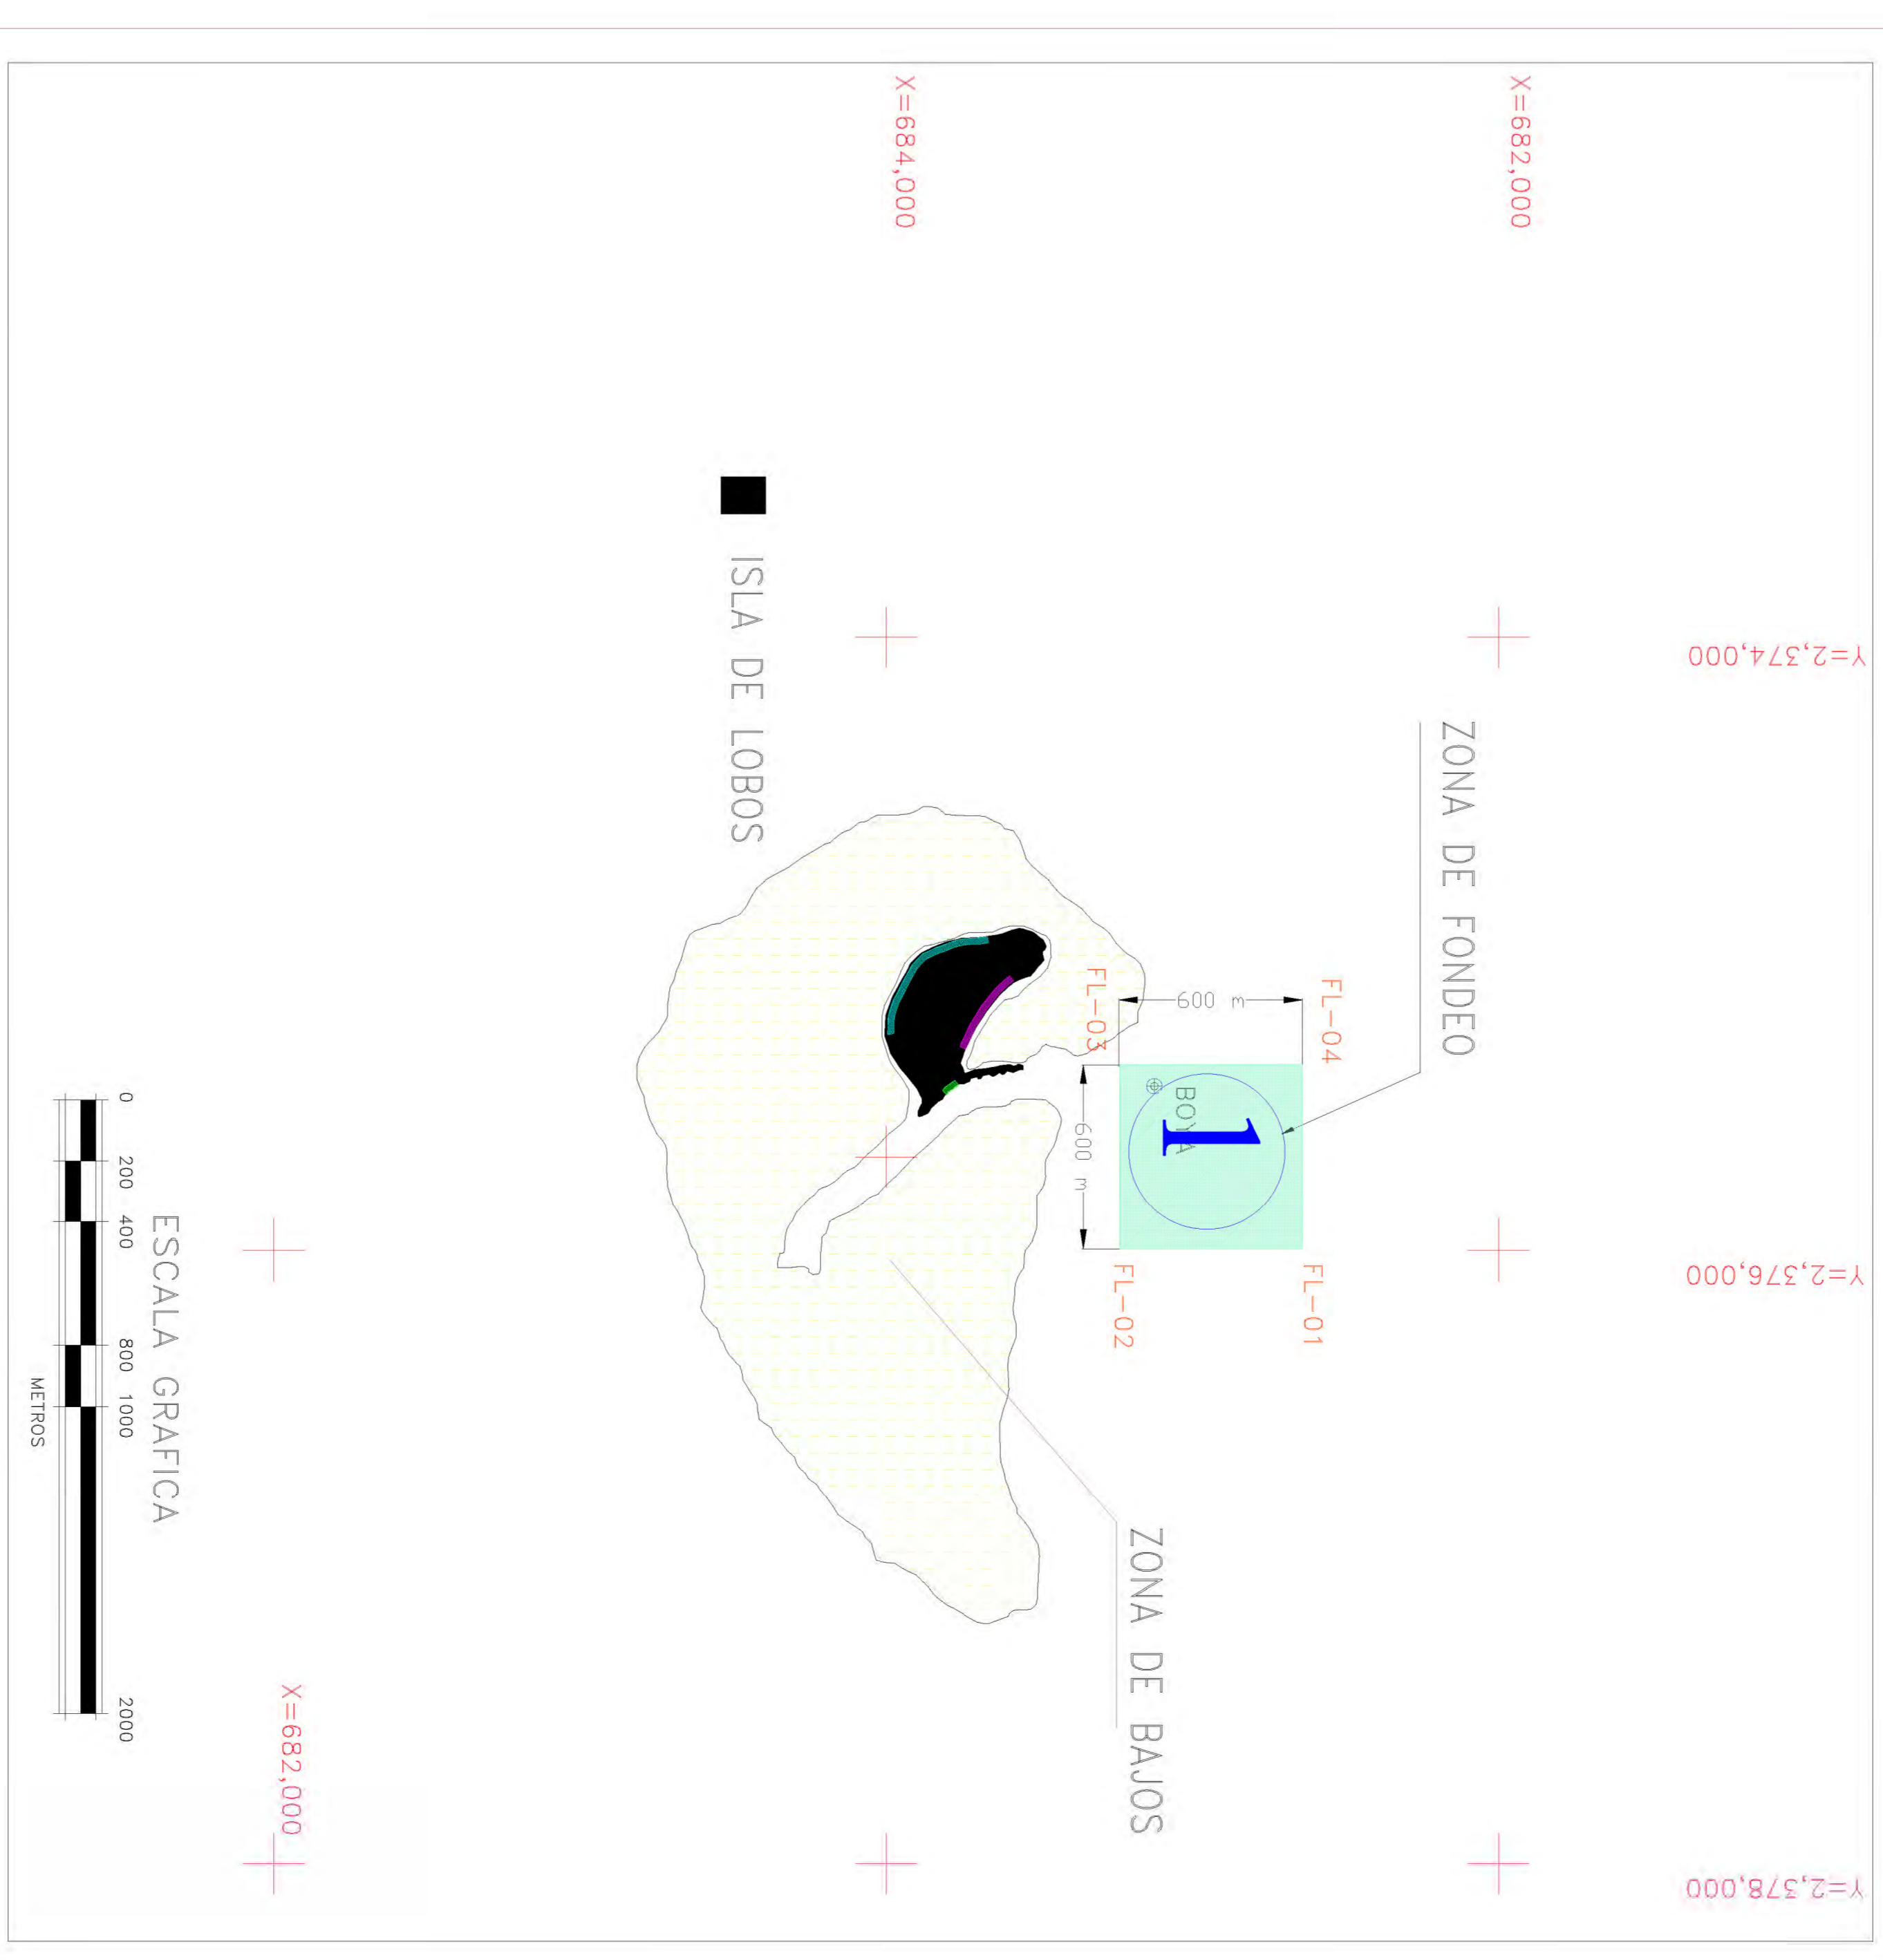 X=684,000
X=682,000
Y=2,374,000
ZONA DE FONDEO
ISLA DE LOBOS
FL-04
FL-03
600 m
BOYA
1
600 m
FL-01
FL-02
Y=2,376,000
ZONA DE BAJOS
ESCALA GRAFICA
0 200 400 800 1000 2000
METROS
X=682,000
Y=2,378,000